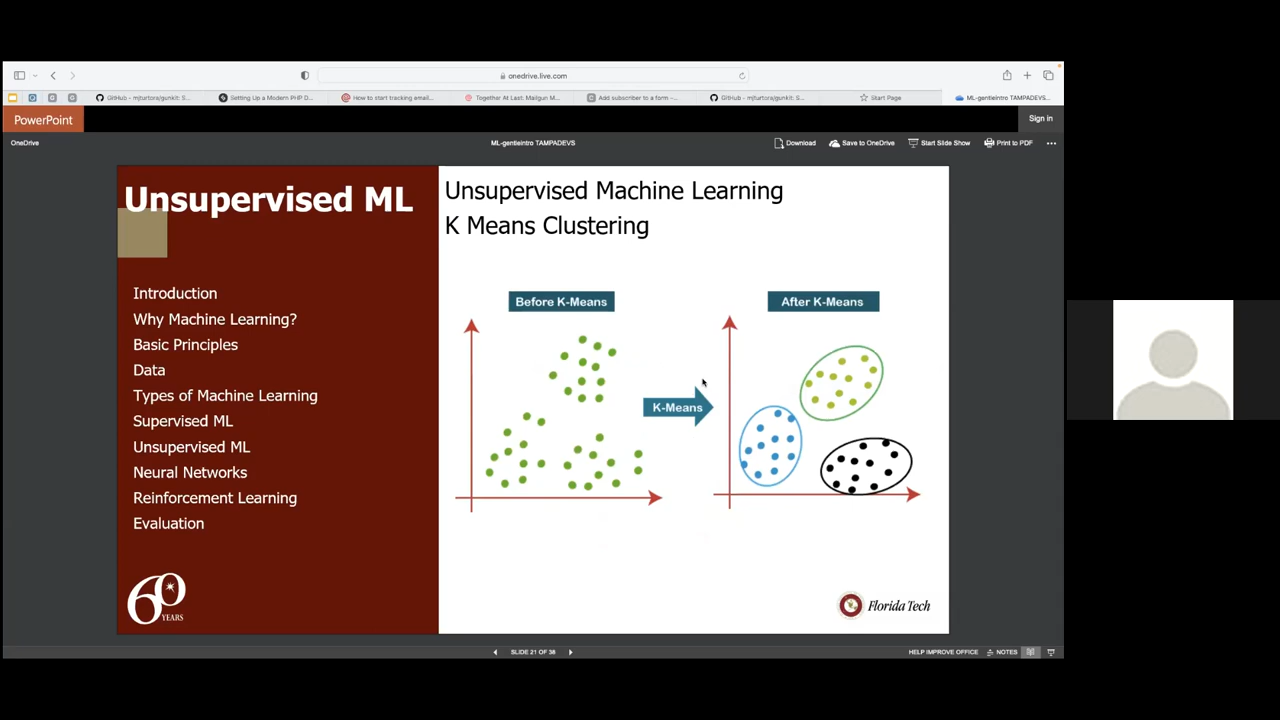 onedrive.live.com
GitHub - mjturtora/gunkit: S...
Setting Up a Modern PHP D...
How to start tracking email...
Together At Last: Mailgun M...
Add subscriber to a form –...
GitHub - mjturtora/gunkit: S...
Start Page
ML-gentleintro TAMPADEVS...
PowerPoint
Sign in
OneDrive
ML-gentleintro TAMPADEVS
Download
Save to OneDrive
Start Slide Show
Print to PDF
Unsupervised ML
Introduction
Why Machine Learning?
Basic Principles
Data
Types of Machine Learning
Supervised ML
Unsupervised ML
Neural Networks
Reinforcement Learning
Evaluation
60
YEARS
Unsupervised Machine Learning
K Means Clustering
Before K-Means
K-Means
After K-Means
Florida Tech
SLIDE 21 OF 38
HELP IMPROVE OFFICE
NOTES